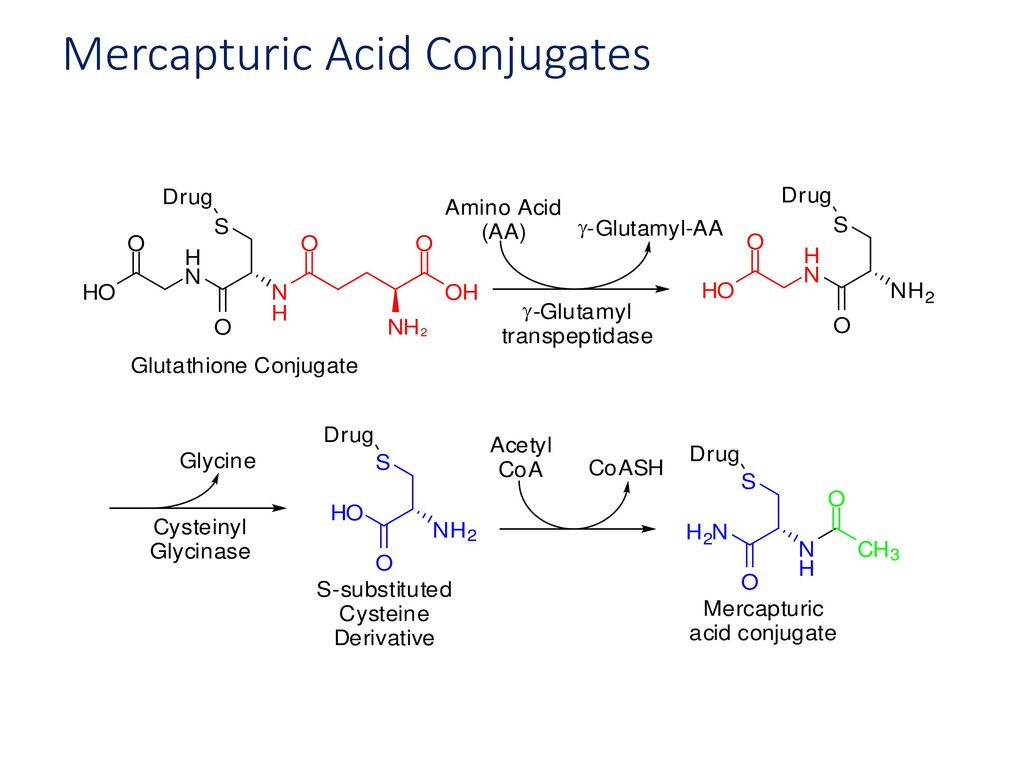 Mercapturic Acid Conjugates
Drug
S
O
H
N
HO
O
O
N
H
O
OH
NH2
Glutathione Conjugate
Amino Acid
(AA)
γ-Glutamyl-AA
γ-Glutamyl
transpeptidase
Drug
S
O
H
N
HO
NH2
O
Glycine
Cysteinyl
Glycinase
Drug
S
HO
NH2
O
S-substituted
Cysteine
Derivative
Acetyl
CoA
CoASH
Drug
S
O
H2N
N
H
CH3
O
Mercapturic
acid conjugate